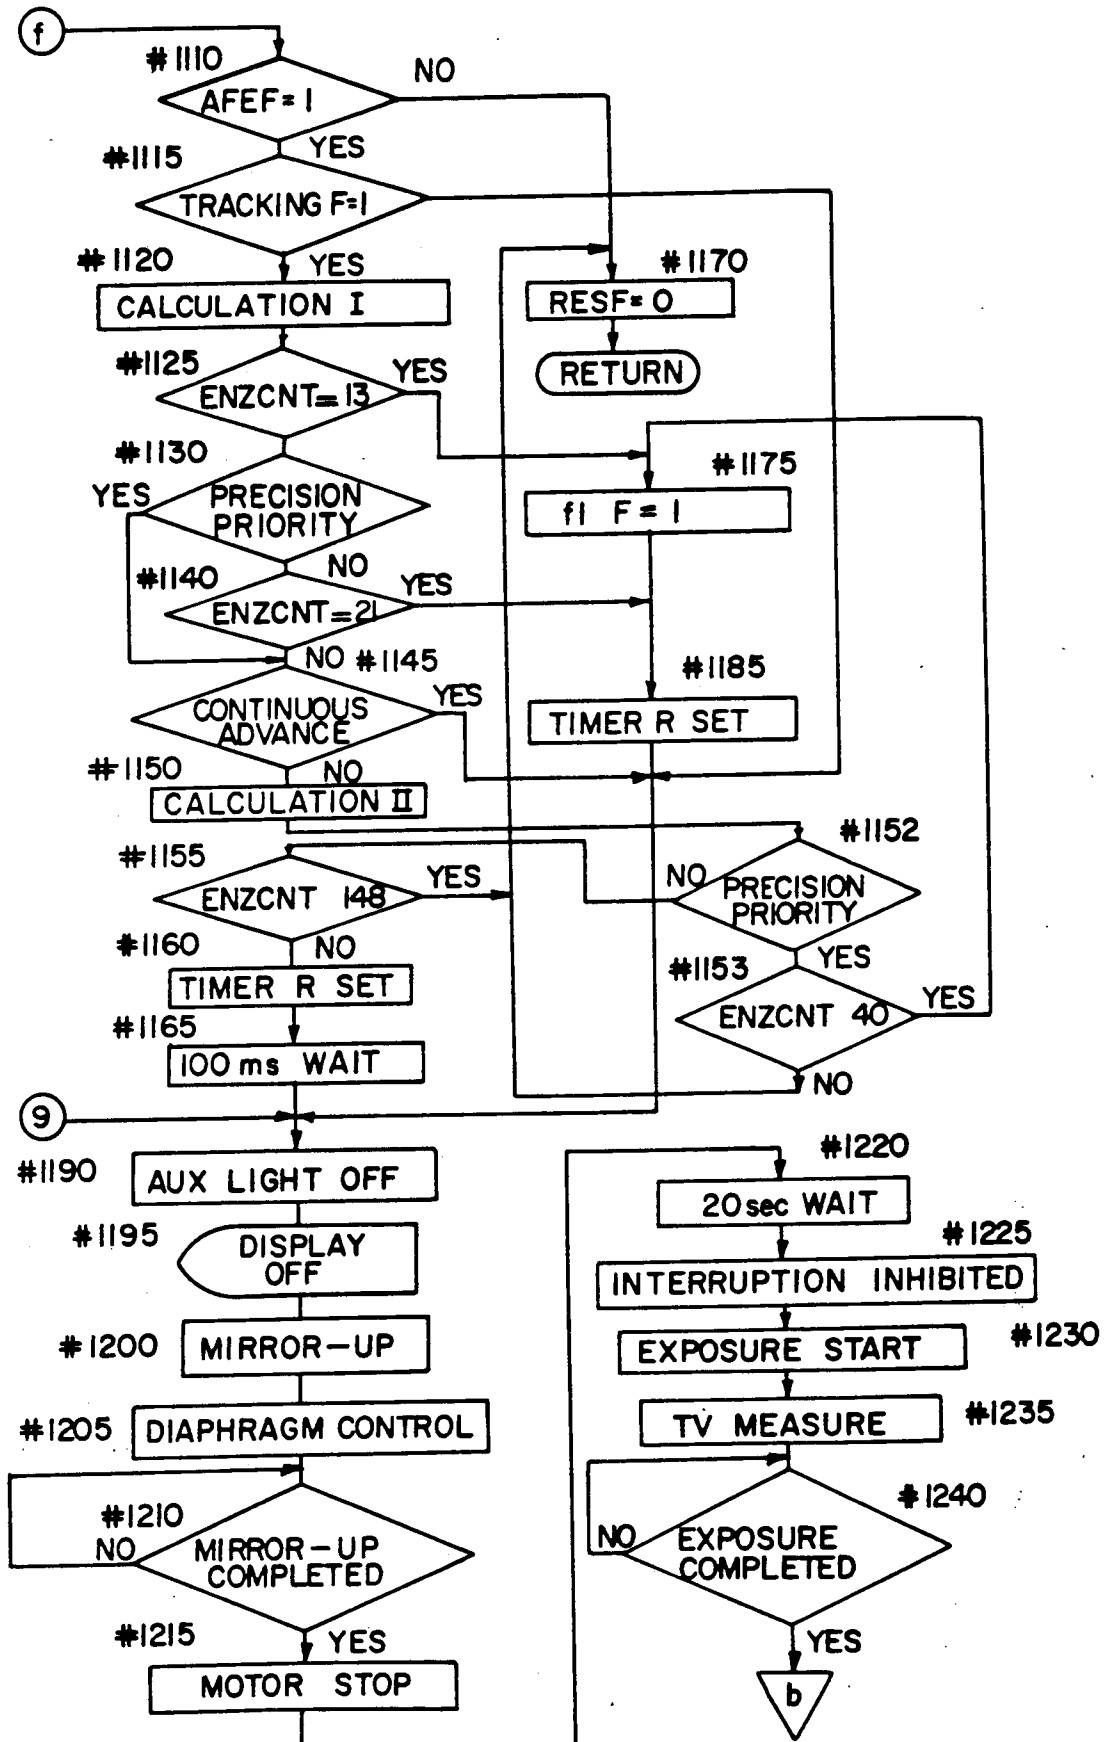 f
#1110
AFEF=1
NO
YES
#1115
TRACKING F=1
YES
#1120
CALCULATION I
#1125
ENZCNT=13
YES
#1130
PRECISION
PRIORITY
YES
NO
#1140
ENZCNT=21
YES
NO
#1145
CONTINUOUS
ADVANCE
YES
NO
#1150
CALCULATION II
#1155
ENZCNT 148
YES
NO
#1160
TIMER R SET
#1165
100ms WAIT
#1170
RESF=0
RETURN
#1175
f1 F=1
#1185
TIMER R SET
#1152
PRECISION
PRIORITY
NO
YES
#1153
ENZCNT 40
YES
NO
9
#1190
AUX LIGHT OFF
#1195
DISPLAY
OFF
#1200
MIRROR-UP
#1205
DIAPHRAGM CONTROL
#1210
MIRROR-UP
COMPLETED
NO
YES
#1215
MOTOR STOP
#1220
20sec WAIT
#1225
INTERRUPTION INHIBITED
#1230
EXPOSURE START
#1235
TV MEASURE
#1240
EXPOSURE
COMPLETED
NO
YES
b